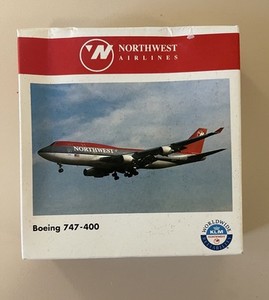 NORTHWEST
AIRLINES
NORTHWEST
Boeing 747-400
WORLDWIDE
KLM